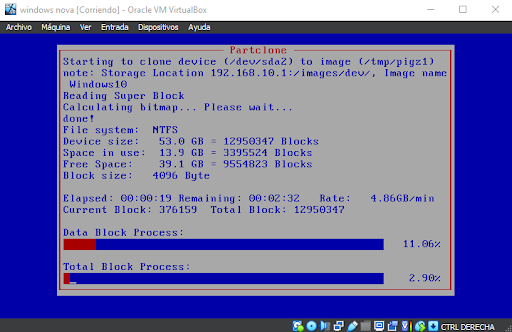 windows nova [Corriendo] - Oracle VM VirtualBox
Archivo Máquina Ver Entrada Dispositivos Ayuda
Partclone
Starting to clone device (/dev/sda2) to image (/tmp/pigz1)
note: Storage Location 192.168.10.1:/images/dev/, Image name
Windows10
Reading Super Block
Calculating bitmap... Please wait...
done!
File system: NTFS
Device size: 53.0 GB = 12950347 Blocks
Space in use: 13.9 GB = 3395524 Blocks
Free Space: 39.1 GB = 9554823 Blocks
Block size: 4096 Byte
Elapsed: 00:00:19 Remaining: 00:02:32 Rate: 4.86GB/min
Current Block: 376159 Total Block: 12950347
Data Block Process:
11.06%
Total Block Process:
2.90%
CTRL DERECHA